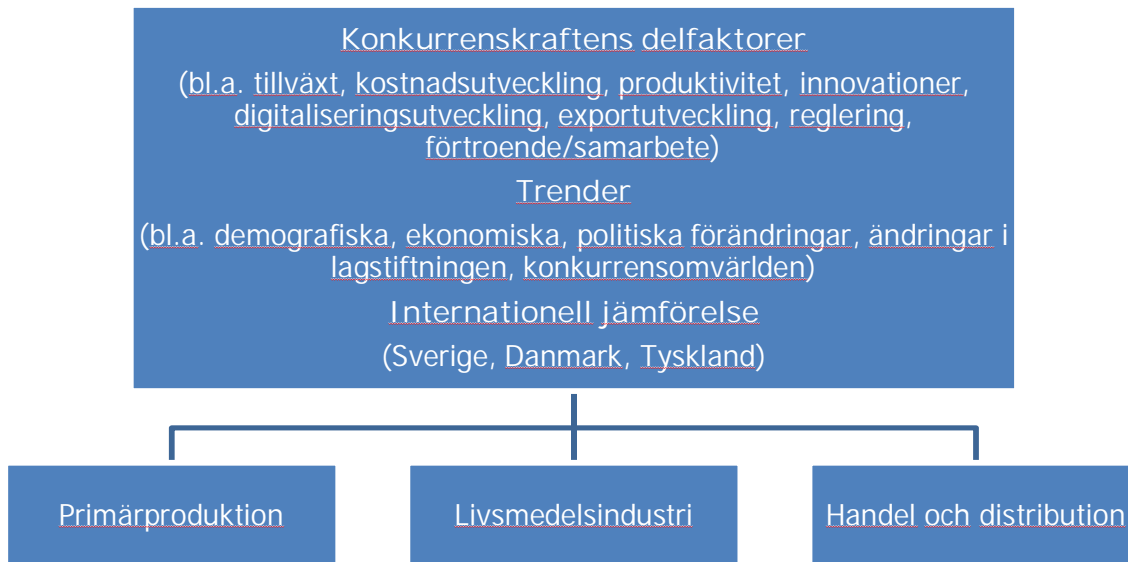 Konkurrenskraftens delfaktorer
(bl.a. tillväxt, kostnadsutveckling, produktivitet, innovationer,
digitaliseringsutveckling, exportutveckling, reglering,
förtroende/samarbete)
Trender
(bl.a. demografiska, ekonomiska, politiska förändringar, ändringar i
lagstiftningen, konkurrensomvärlden)
Internationell jämförelse
(Sverige, Danmark, Tyskland)
Primärproduktion
Livsmedelsindustri
Handel och distribution